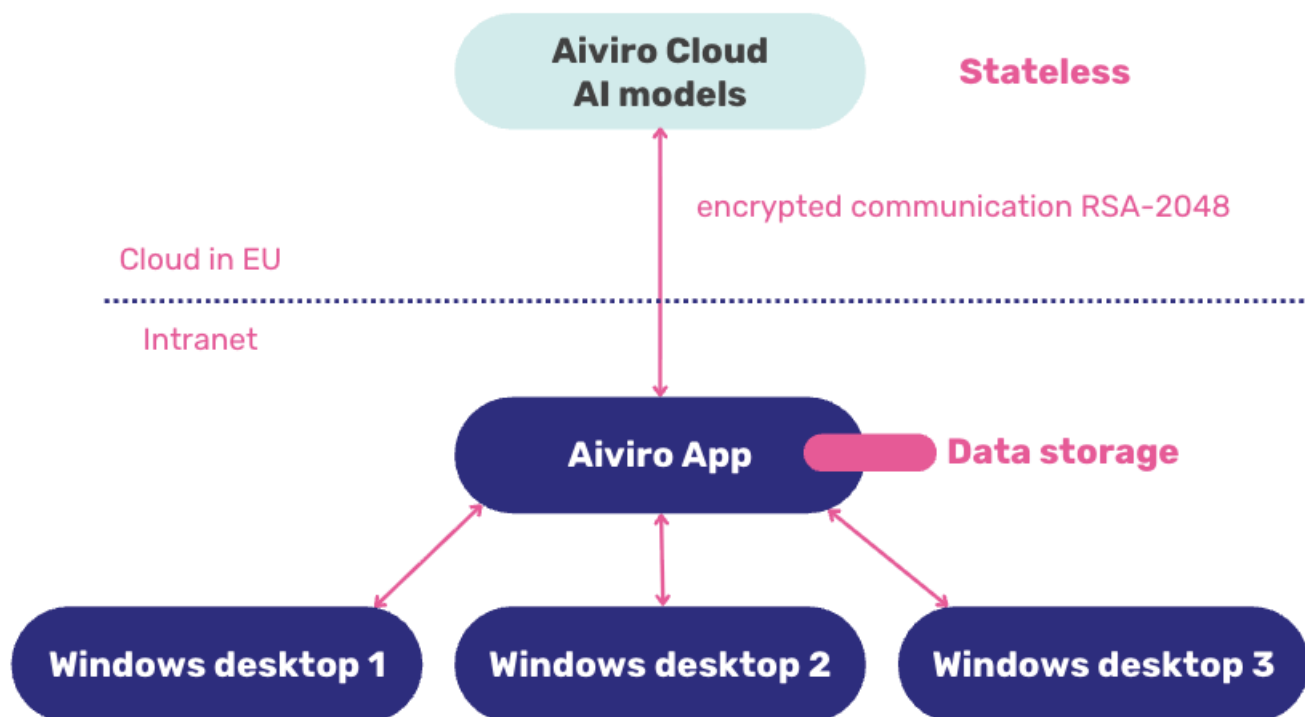 Aiviro Cloud
AI models
Stateless
encrypted communication RSA-2048
Cloud in EU
Intranet
Aiviro App
Data storage
Windows desktop 1
Windows desktop 2
Windows desktop 3